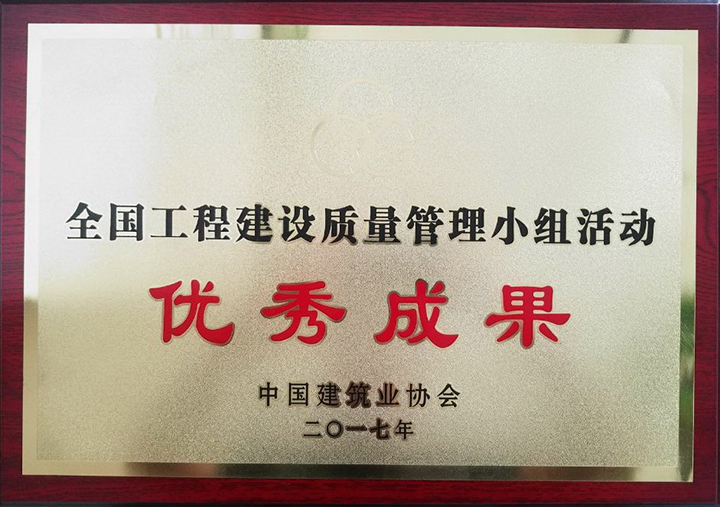 全国工程建设质量管理小组活动
优秀成果
中国建筑业协会
二〇一七年